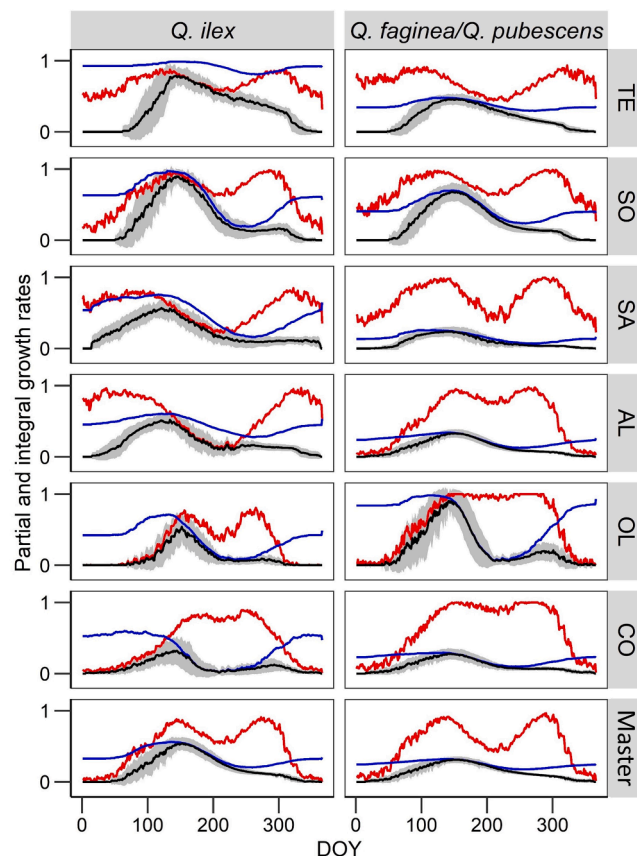 Q. ilex
Q. faginea/Q. pubescens
Partial and integral growth rates
1
0
TE
1
0
SO
1
0
SA
1
0
AL
1
0
OL
1
0
CO
1
0
Master
0 100 200 300
0 100 200 300
DOY